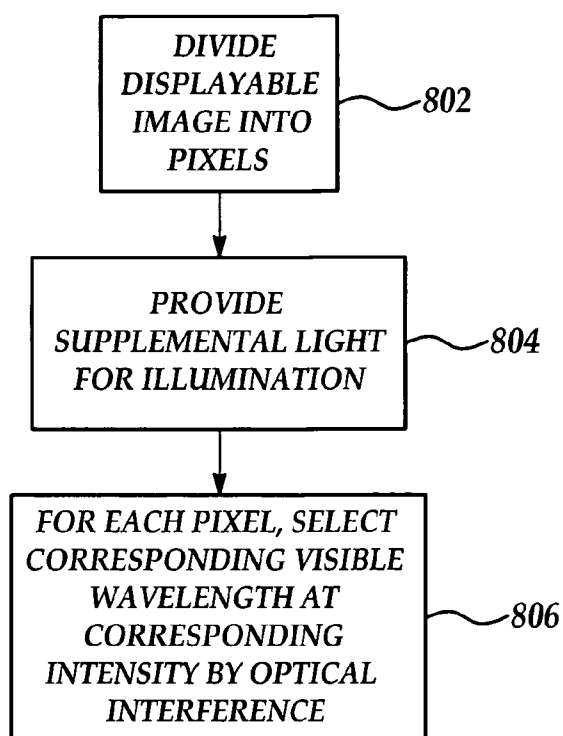 DIVIDE
DISPLAYABLE
IMAGE INTO
PIXELS
802
PROVIDE
SUPPLEMENTAL LIGHT
FOR ILLUMINATION
804
FOR EACH PIXEL, SELECT
CORRESPONDING VISIBLE
WAVELENGTH AT
CORRESPONDING
INTENSITY BY OPTICAL
INTERFERENCE
806